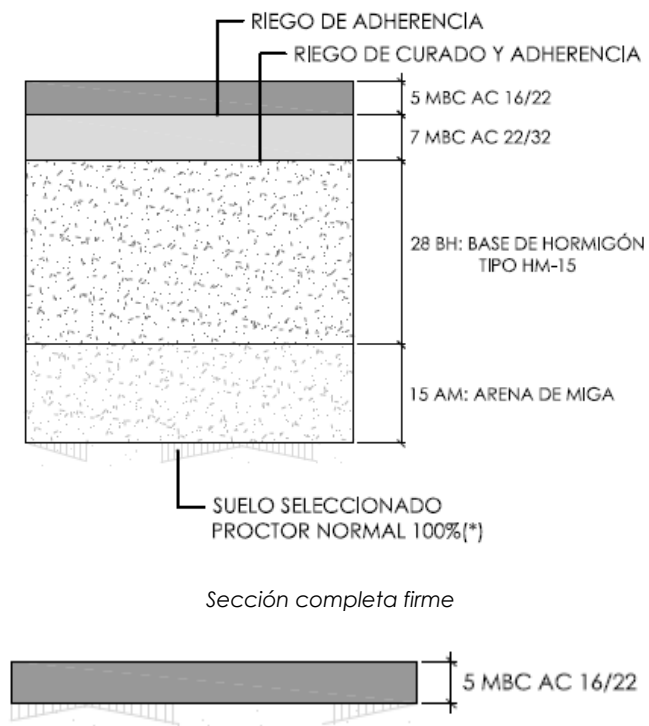 RIEGO DE ADHERENCIA
RIEGO DE CURADO Y ADHERENCIA
5 MBC AC 16/22
7 MBC AC 22/32
28 BH: BASE DE HORMIGÓN
TIPO HM-15
15 AM: ARENA DE MIGA
SUELO SELECCIONADO
PROCTOR NORMAL 100%(*)
Sección completa firme
5 MBC AC 16/22